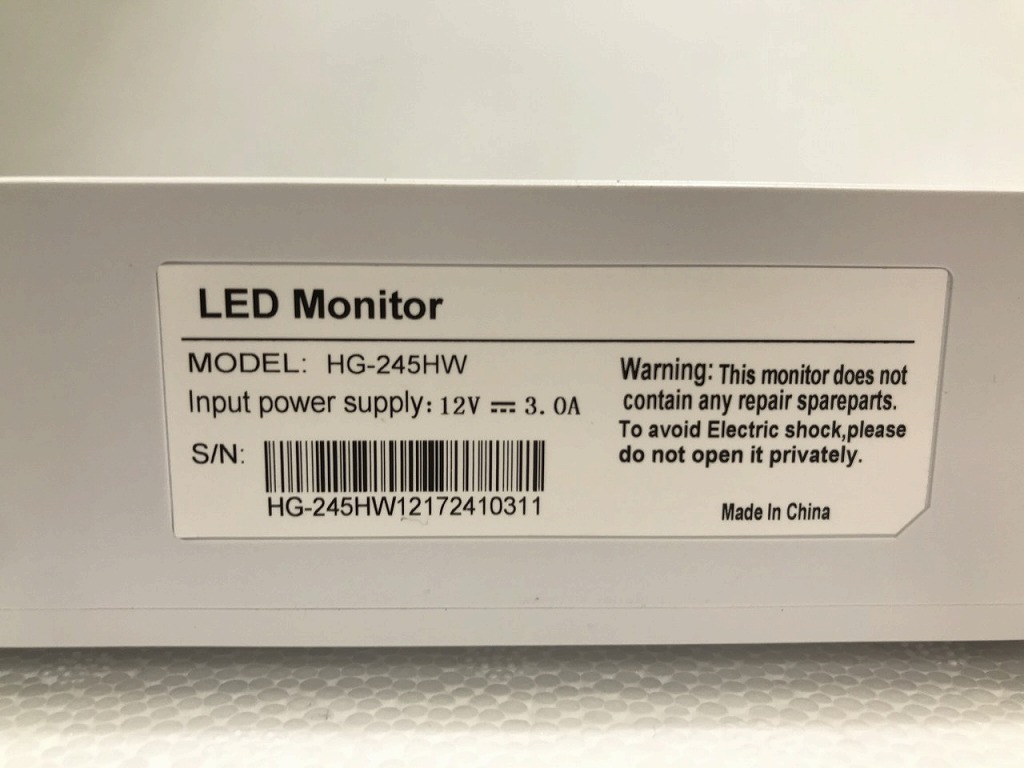 LED Monitor
MODEL: HG-245HW
Input power supply: 12V ⎓ 3.0A
S/N:
HG-245HW12172410311
Warning: This monitor does not
contain any repair spareparts.
To avoid Electric shock,please
do not open it privately.
Made In China